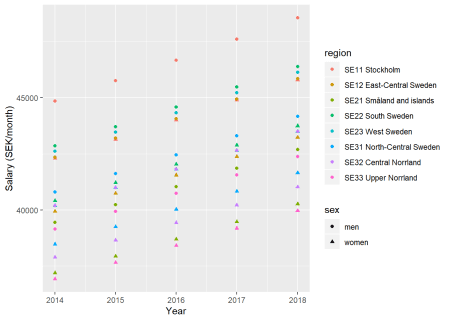 Salary (SEK/month)
45000
40000
2014 2015 2016 2017 2018
Year
region
SE11 Stockholm
SE12 East-Central Sweden
SE21 Småland and islands
SE22 South Sweden
SE23 West Sweden
SE31 North-Central Sweden
SE32 Central Norrland
SE33 Upper Norrland
sex
men
women